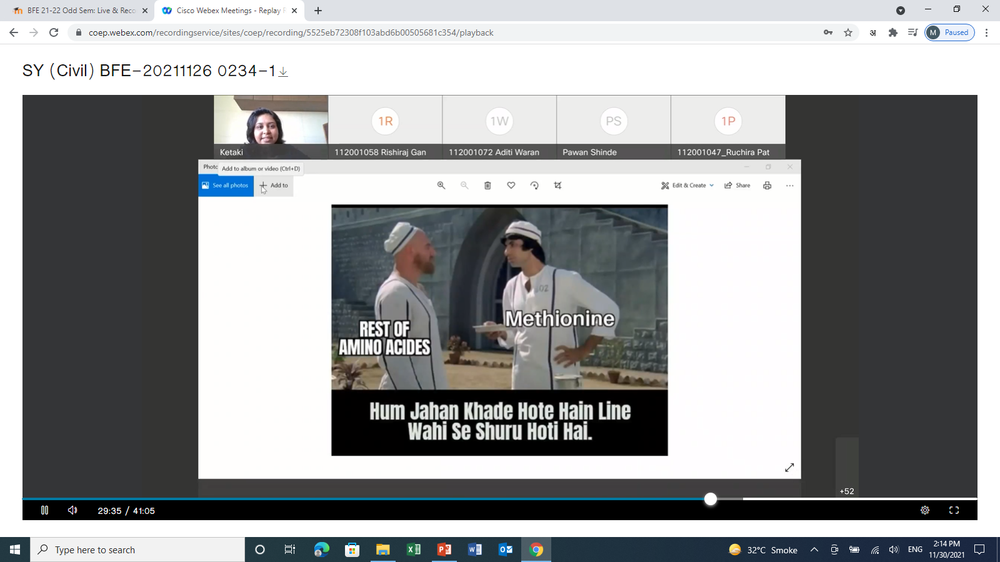 BFE 21-22 Odd Sem: Live & Reco
Cisco Webex Meetings - Replay R
coep.webex.com/recordingservice/sites/coep/recording/5525eb72308f103abd6b00505681c354/playback
अ
M Paused
SY (Civil) BFE-20211126 0234-1
1R
1W
PS
1P
Ketaki
112001058 Rishiraj Gan
112001072 Aditi Waran
Pawan Shinde
112001047_Ruchira Pat
Photo
Add to album or video (Ctrl+D)
See all photos
Add to
Edit & Create
Share
02
Methionine
REST OF
AMINO ACIDES
Hum Jahan Khade Hote Hain Line
Wahi Se Shuru Hoti Hai.
+52
29:35 / 41:05
Type here to search
32°C Smoke
ENG
2:14 PM
11/30/2021